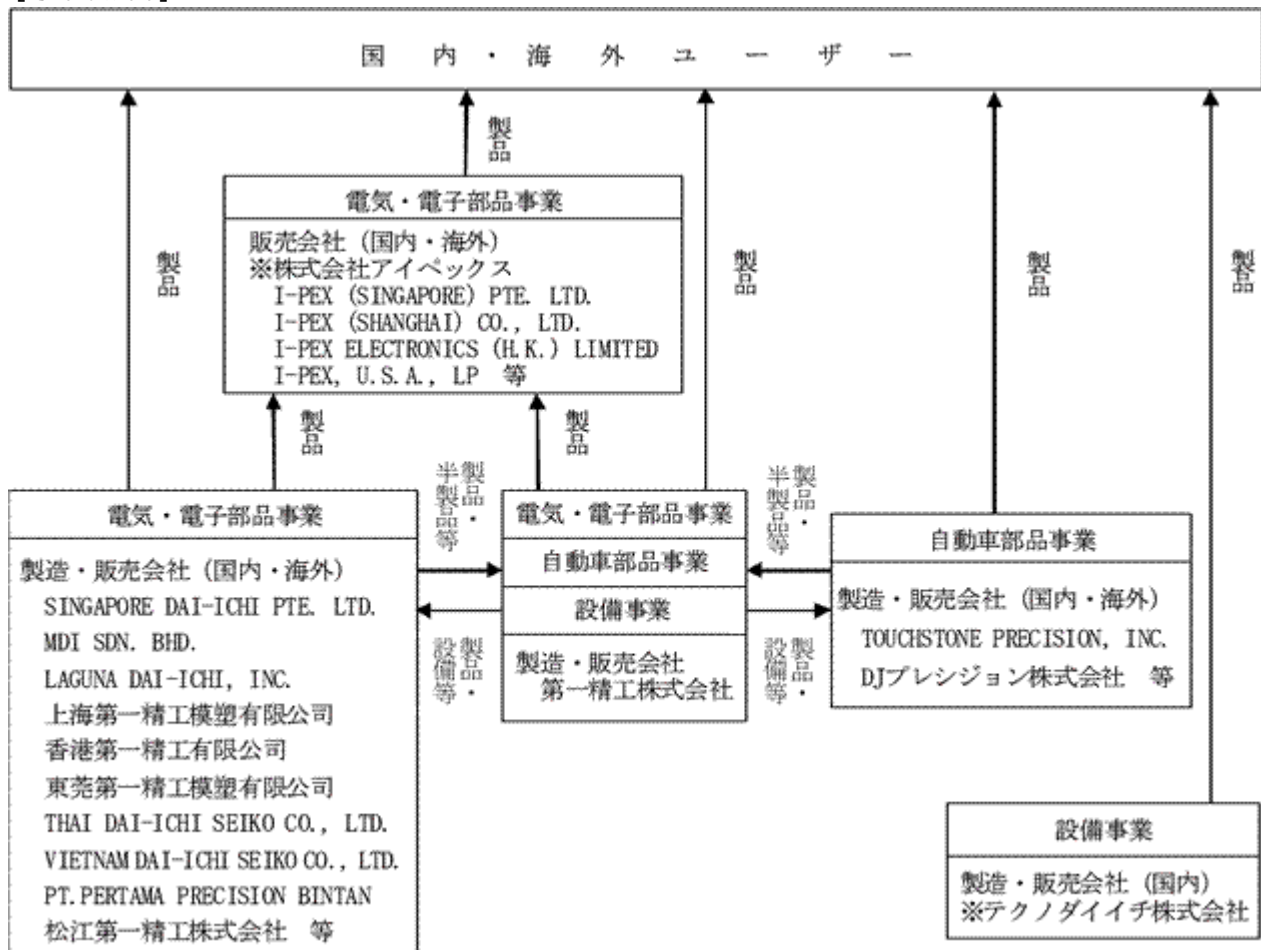 国内・海外ユーザー
製品
電気・電子部品事業
販売会社（国内・海外）
※株式会社アイペックス
I-PEX (SINGAPORE) PTE. LTD.
I-PEX (SHANGHAI) CO., LTD.
I-PEX ELECTRONICS (H.K.) LIMITED
I-PEX, U.S.A., LP 等
製品
製品
製品
製品
製品
製品
電気・電子部品事業
製造・販売会社（国内・海外）
SINGAPORE DAI-ICHI PTE. LTD.
MDI SDN. BHD.
LAGUNA DAI-ICHI, INC.
上海第一精工模塑有限公司
香港第一精工有限公司
東莞第一精工模塑有限公司
THAI DAI-ICHI SEIKO CO., LTD.
VIETNAM DAI-ICHI SEIKO CO., LTD.
PT.PERTAMA PRECISION BINTAN
松江第一精工株式会社 等
製品・
半製品等
製品・
設備等
電気・電子部品事業
自動車部品事業
設備事業
製造・販売会社
第一精工株式会社
製品・
半製品等
製品・
設備等
自動車部品事業
製造・販売会社（国内・海外）
TOUCHSTONE PRECISION, INC.
DJプレシジョン株式会社 等
設備事業
製造・販売会社（国内）
※テクノダイイチ株式会社